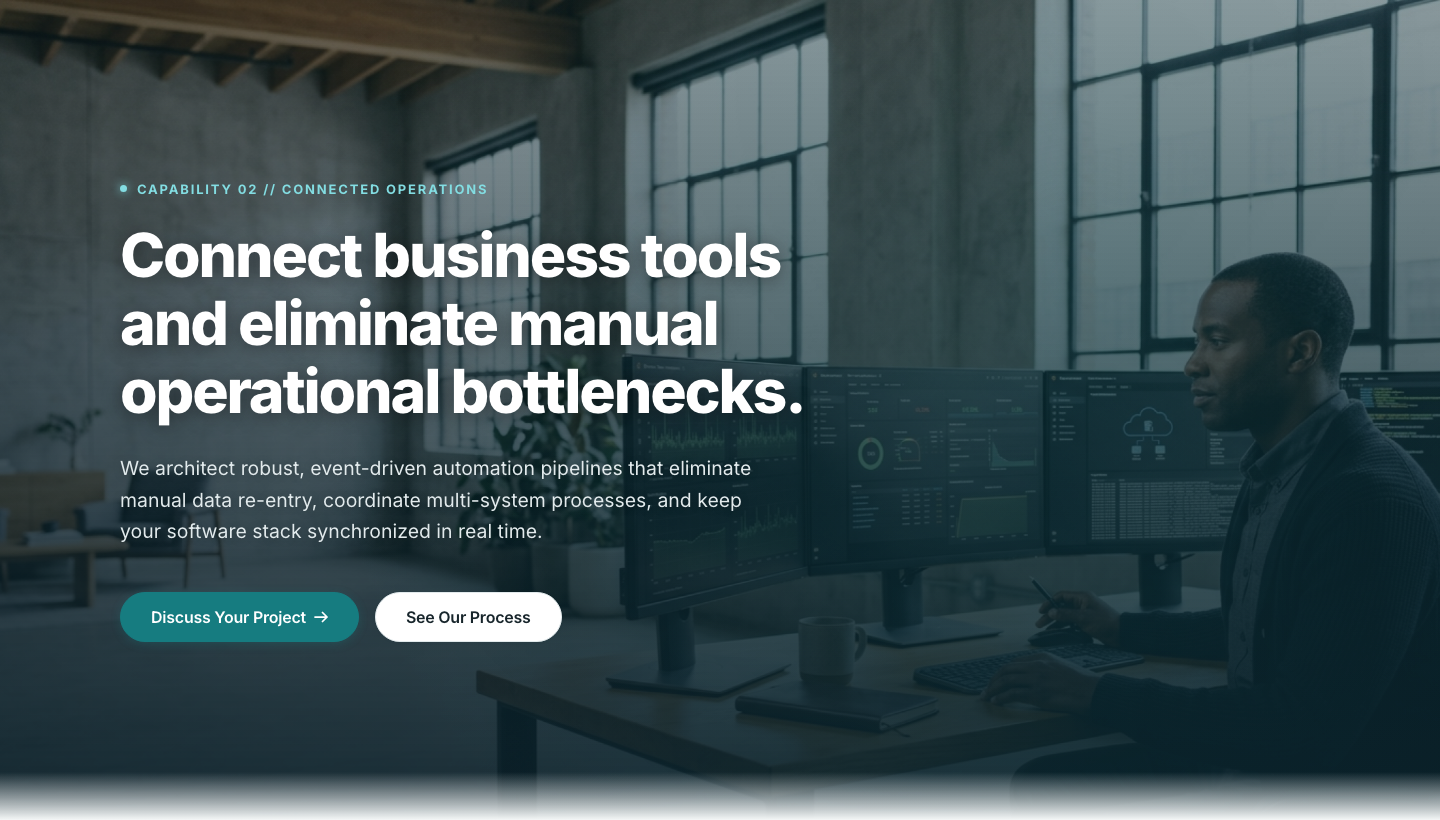 CAPABILITY 02 // CONNECTED OPERATIONS
Connect business tools
and eliminate manual
operational bottlenecks.
We architect robust, event-driven automation pipelines that eliminate
manual data re-entry, coordinate multi-system processes, and keep
your software stack synchronized in real time.
Discuss Your Project →
See Our Process